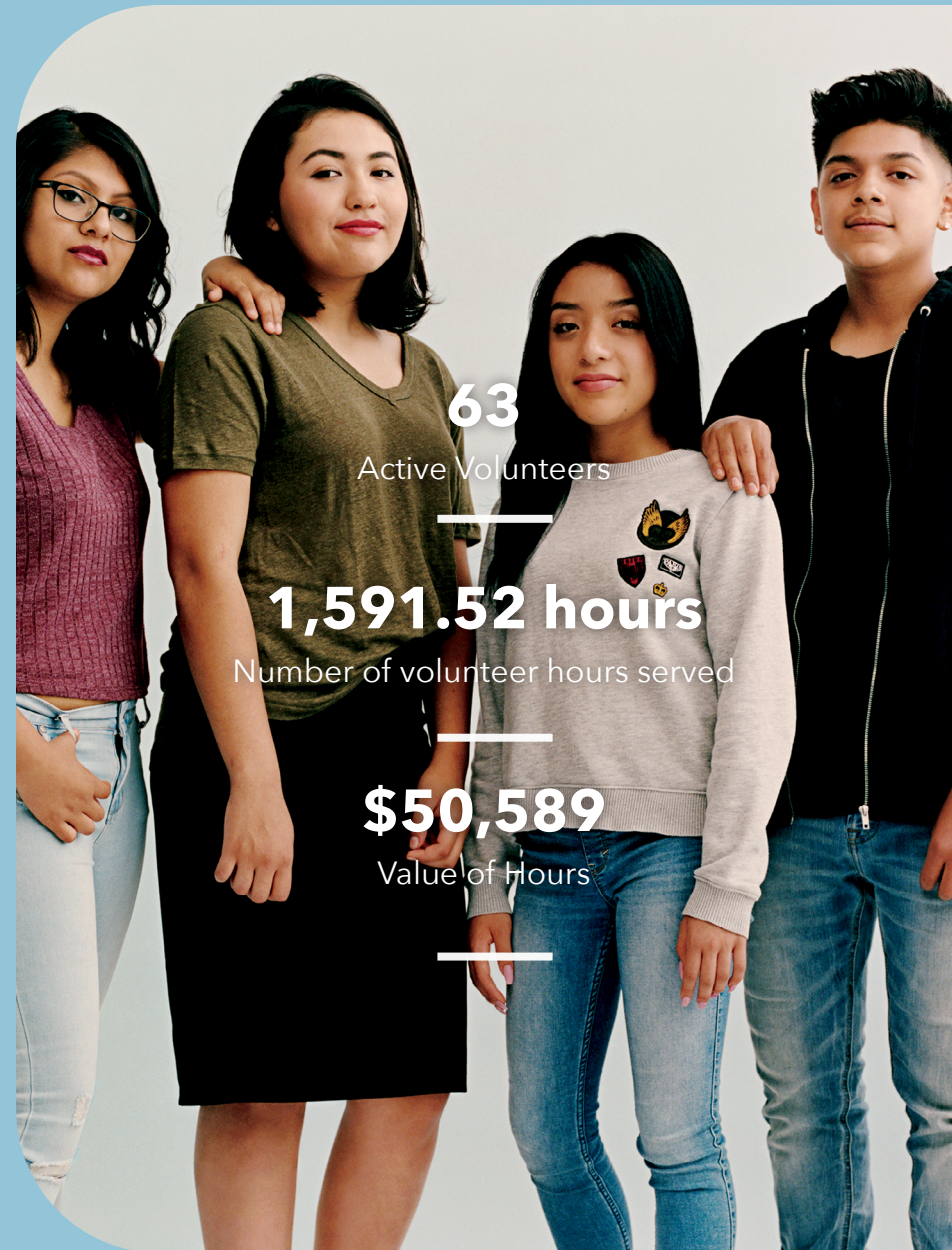 63
Active Volunteers
1,591.52 hours
Number of volunteer hours served
$50,589
Value of Hours